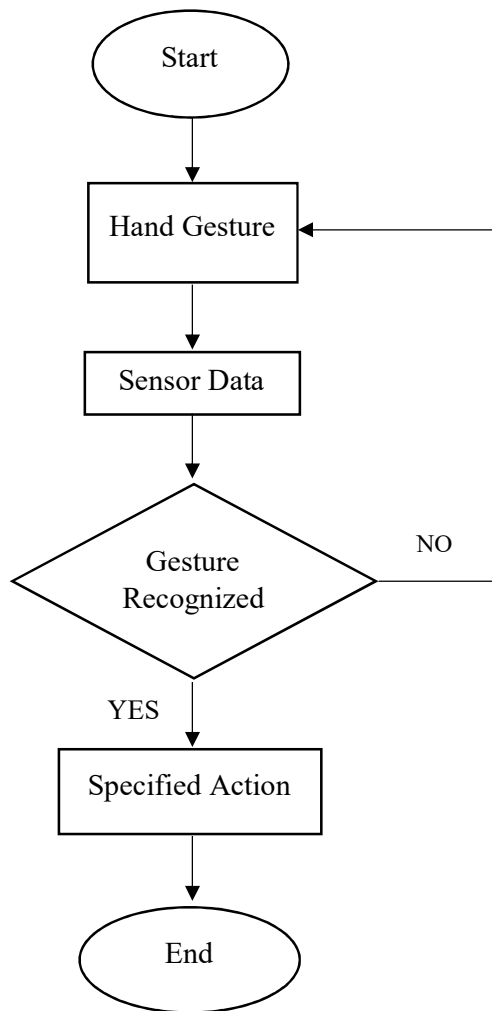 Start
Hand Gesture
Sensor Data
Gesture
Recognized
NO
YES
Specified Action
End